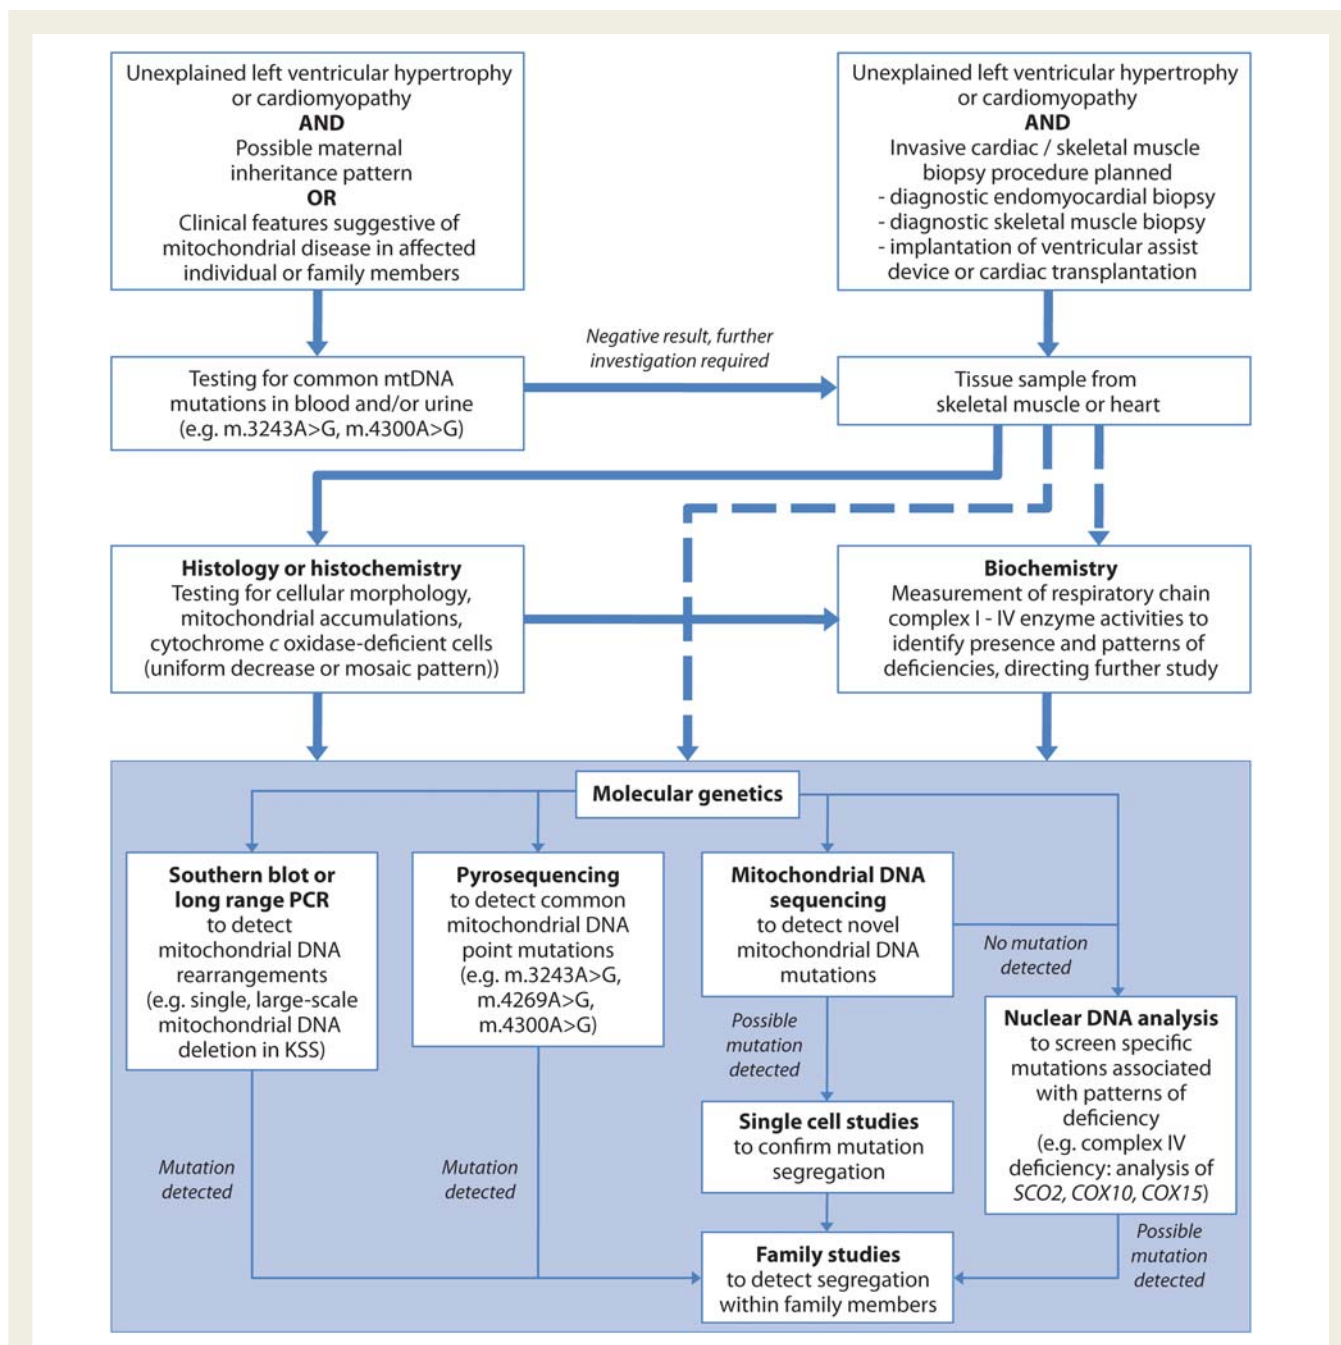 Unexplained left ventricular hypertrophy
or cardiomyopathy
AND
Possible maternal
inheritance pattern
OR
Clinical features suggestive of
mitochondrial disease in affected
individual or family members
Unexplained left ventricular hypertrophy
or cardiomyopathy
AND
Invasive cardiac / skeletal muscle
biopsy procedure planned
- diagnostic endomyocardial biopsy
- diagnostic skeletal muscle biopsy
- implantation of ventricular assist
device or cardiac transplantation
Negative result, further
investigation required
Testing for common mtDNA
mutations in blood and/or urine
(e.g. m.3243A>G, m.4300A>G)
Tissue sample from
skeletal muscle or heart
Histology or histochemistry
Testing for cellular morphology,
mitochondrial accumulations,
cytochrome c oxidase-deficient cells
(uniform decrease or mosaic pattern))
Biochemistry
Measurement of respiratory chain
complex I - IV enzyme activities to
identify presence and patterns of
deficiencies, directing further study
Molecular genetics
Southern blot or
long range PCR
to detect
mitochondrial DNA
rearrangements
(e.g. single, large-scale
mitochondrial DNA
deletion in KSS)
Pyrosequencing
to detect common
mitochondrial DNA
point mutations
(e.g. m.3243A>G,
m.4269A>G,
m.4300A>G)
Mitochondrial DNA
sequencing
to detect novel
mitochondrial DNA
mutations
No mutation
detected
Possible
mutation
detected
Nuclear DNA analysis
to screen specific
mutations associated
with patterns of
deficiency
(e.g. complex IV
deficiency: analysis of
SCO2, COX10, COX15)
Single cell studies
to confirm mutation
segregation
Mutation
detected
Mutation
detected
Possible
mutation
detected
Family studies
to detect segregation
within family members